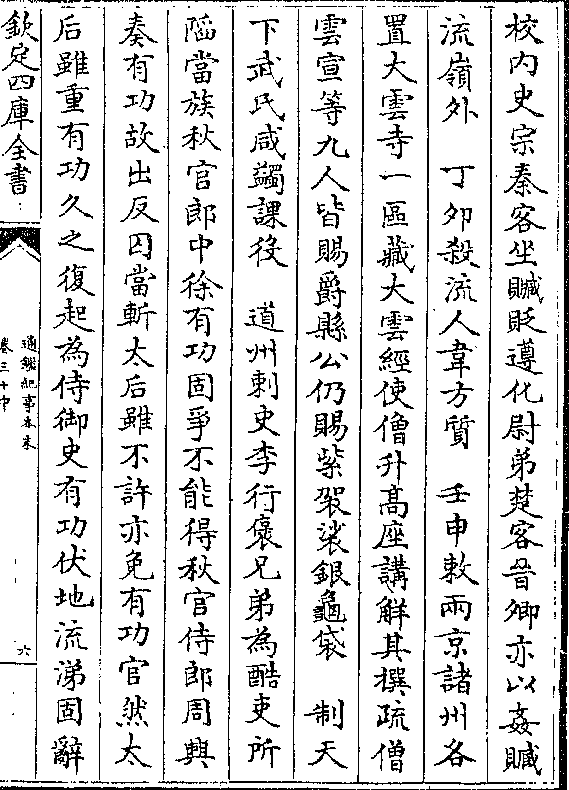 校内史宗秦客坐贓貶遵化尉弟楚客晉卿亦以姦贓
流嶺外　丁卯殺流人韋方質　壬申敕兩京諸州各
置大雲寺一區藏大雲經使僧升高座講解其撰疏僧
雲宣等九人皆賜爵縣公仍賜紫袈裟銀龜袋　制天
下武氏咸蠲課役　道州刺史李行褒兄弟為酷吏所
陷當族秋官郎中徐有功固爭不能得秋官侍郎周興
奏有功故出反囚當斬太后雖不許亦免有功官然太
后雖重有功久之復起為侍御史有功伏地流涕固辭
欽定四庫全書
通鑑紀事本末
卷三十中
六